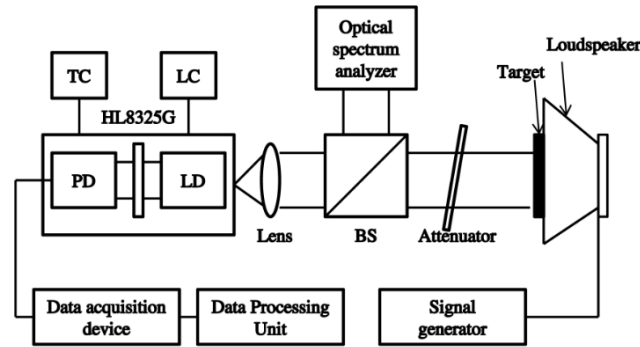 Optical
spectrum
analyzer
Loudspeaker
Target
TC
LC
HL8325G
PD
LD
Lens
BS
Attenuator
Data acquisition
device
Data Processing
Unit
Signal
generator